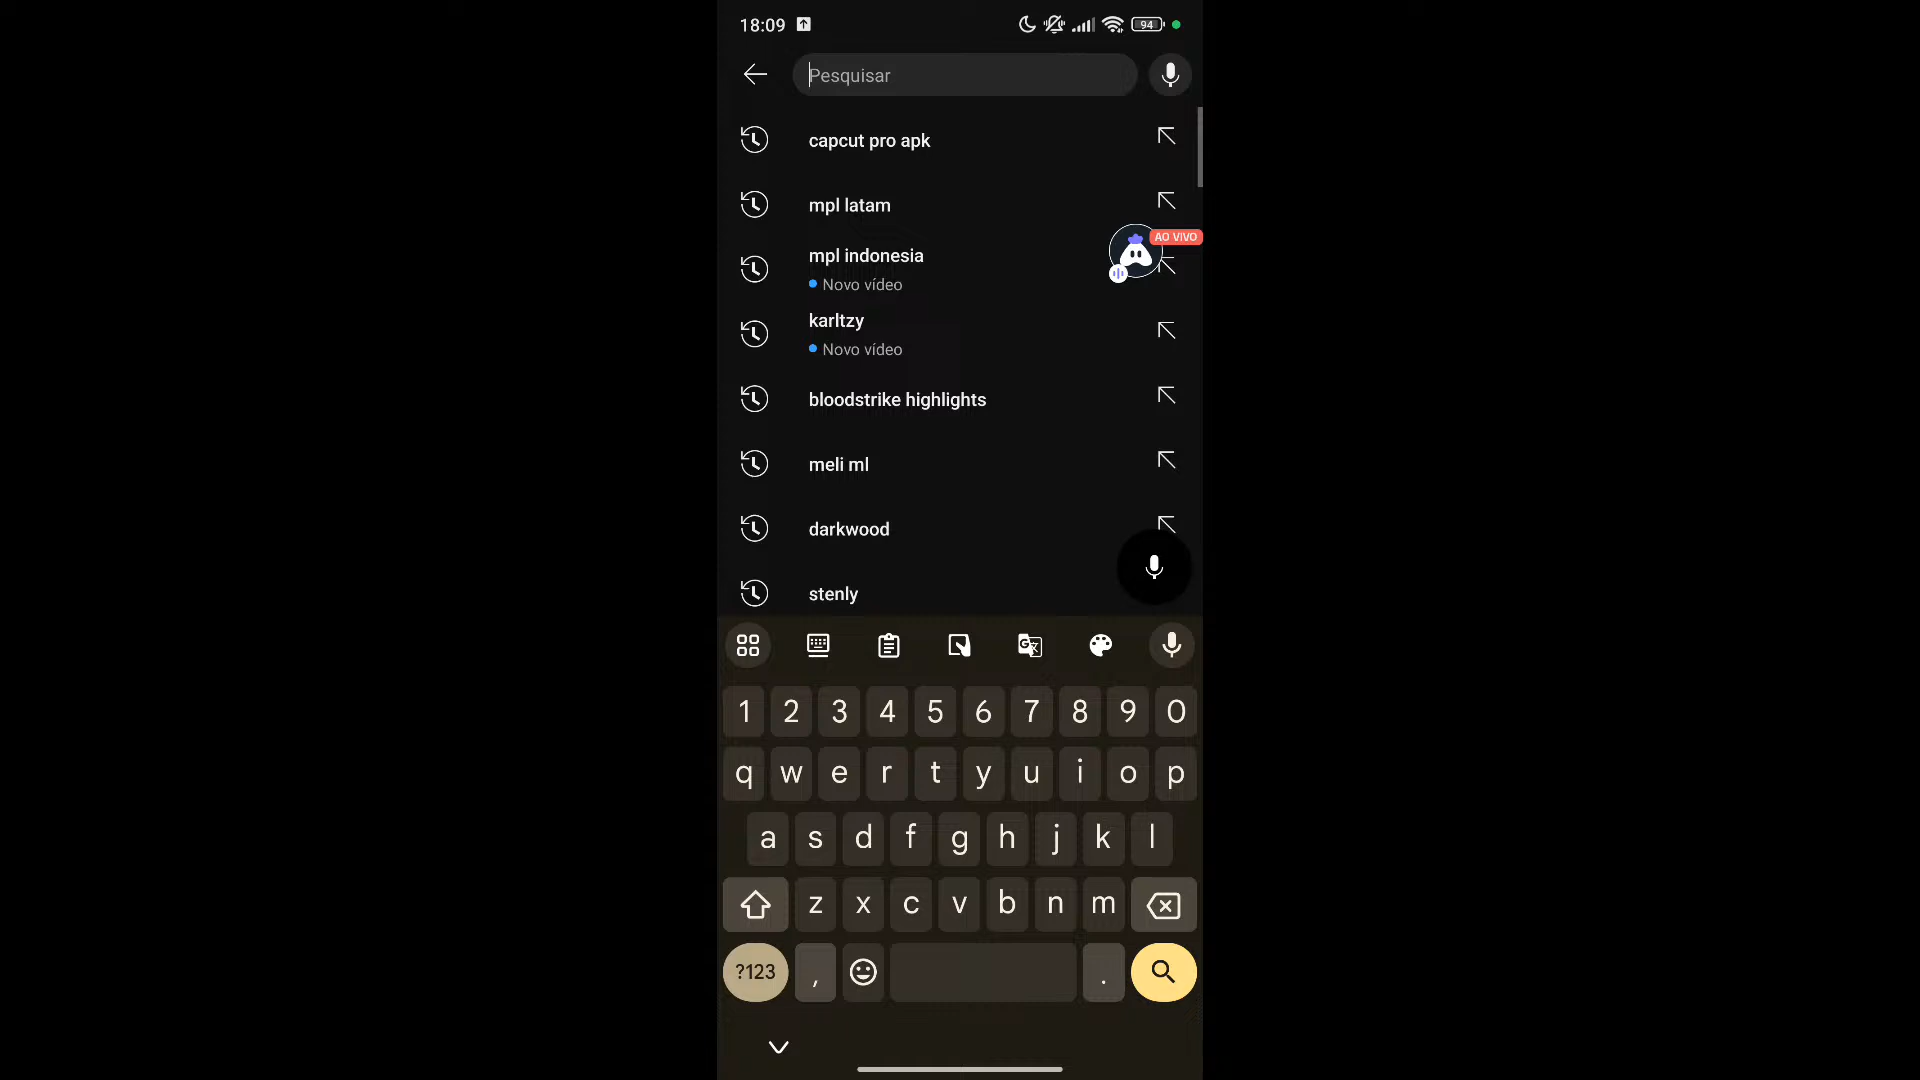 18:09
94
Pesquisar
capcut pro apk
mpl latam
AO VIVO
mpl indonesia
Novo vídeo
karltzy
Novo vídeo
bloodstrike highlights
meli ml
darkwood
stenly
1 2 3 4 5 6 7 8 9 0
q w e r t y u i o p
a s d f g h j k l
z x c v b n m
?123 , .